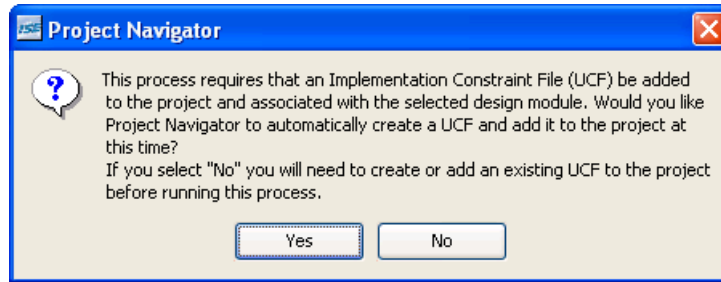 ISE Project Navigator
This process requires that an Implementation Constraint File (UCF) be added
to the project and associated with the selected design module. Would you like
Project Navigator to automatically create a UCF and add it to the project at
this time?
If you select "No" you will need to create or add an existing UCF to the project
before running this process.
Yes No